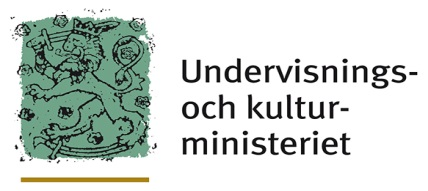 Undervisnings-
och kultur-
ministeriet